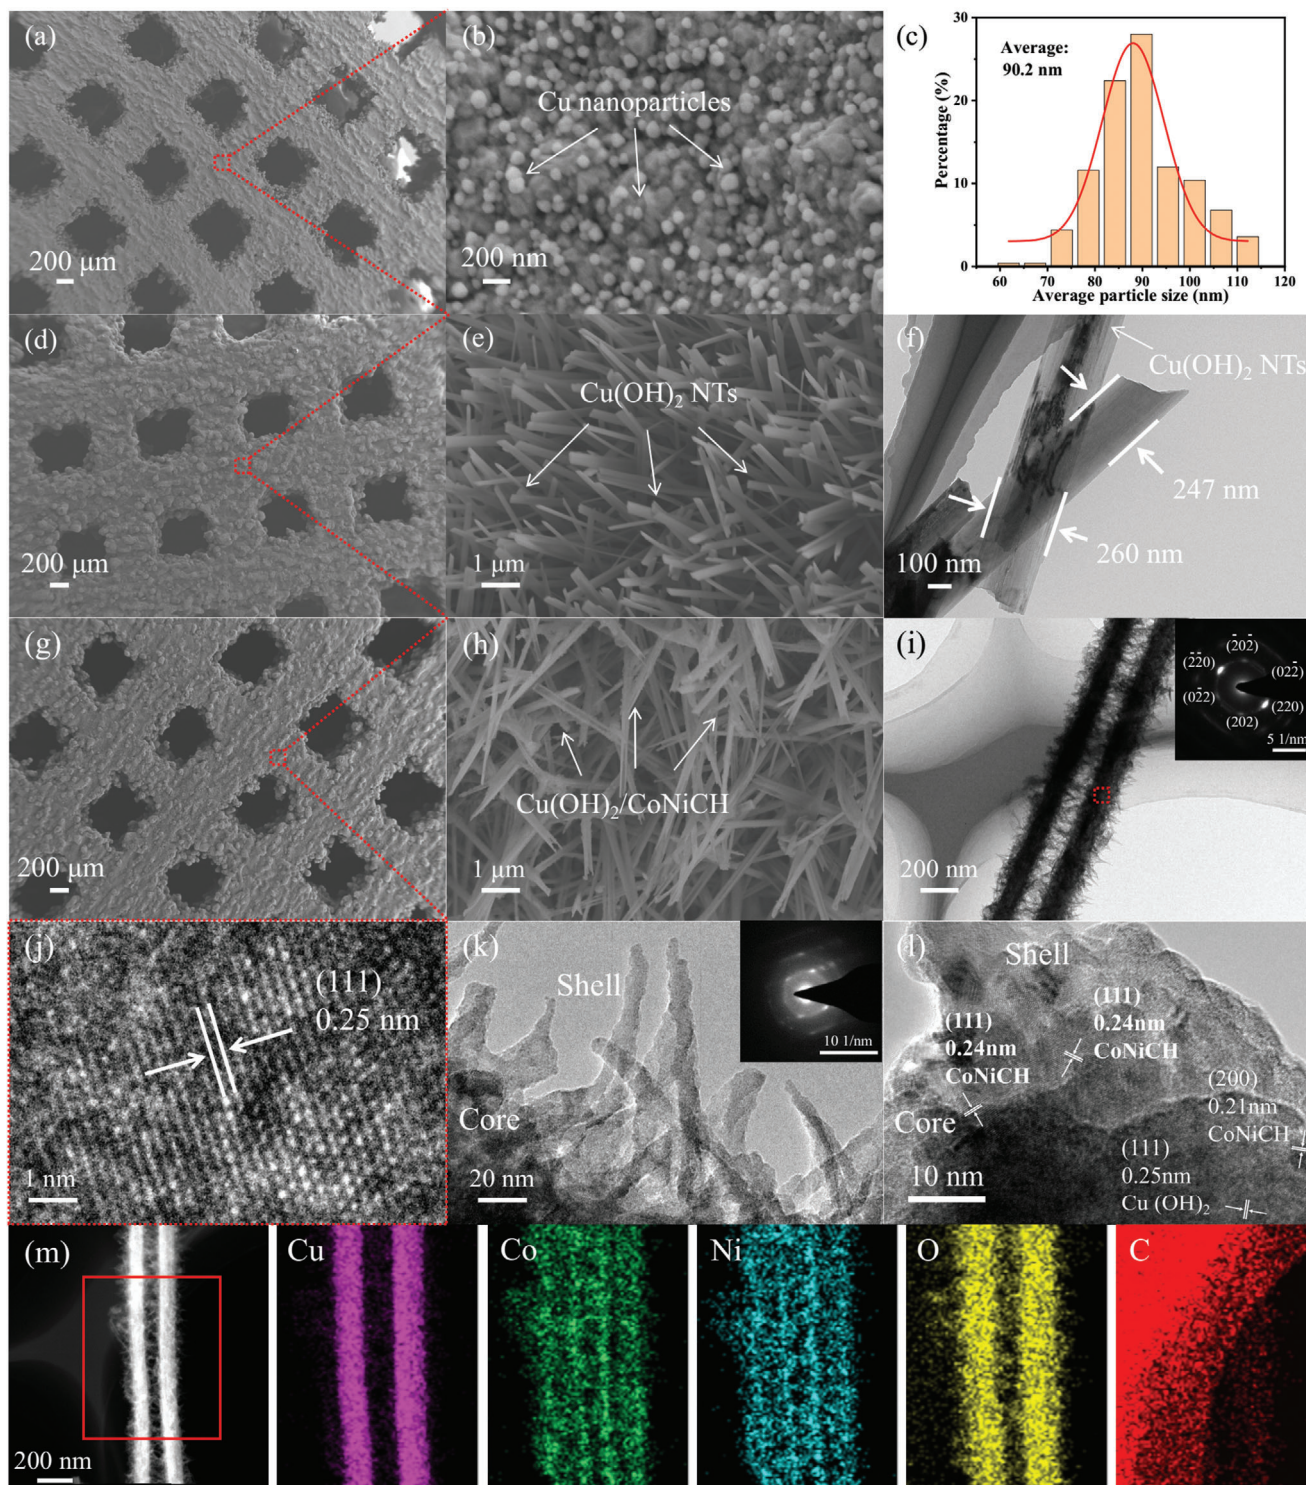 (a)
200 μm
(b)
Cu nanoparticles
200 nm
(c)
Average:
90.2 nm
Percentage (%)
30
20
10
0
60 70 80 90 100 110 120
Average particle size (nm)
(d)
200 μm
(e)
Cu(OH)₂ NTs
1 μm
(f)
Cu(OH)₂ NTs
247 nm
260 nm
100 nm
(g)
200 μm
(h)
Cu(OH)₂/CoNiCH
1 μm
(i)
(2̄02̄)
(2̄2̄0)
(022̄)
(02̄2)
(220)
(202)
5 1/nm
200 nm
(j)
(111)
0.25 nm
1 nm
(k)
Shell
Core
10 1/nm
20 nm
(l)
Shell
(111)
0.24nm
CoNiCH
(111)
0.24nm
CoNiCH
(200)
0.21nm
CoNiCH
Core
(111)
0.25nm
Cu (OH)₂
10 nm
(m)
200 nm
Cu
Co
Ni
O
C